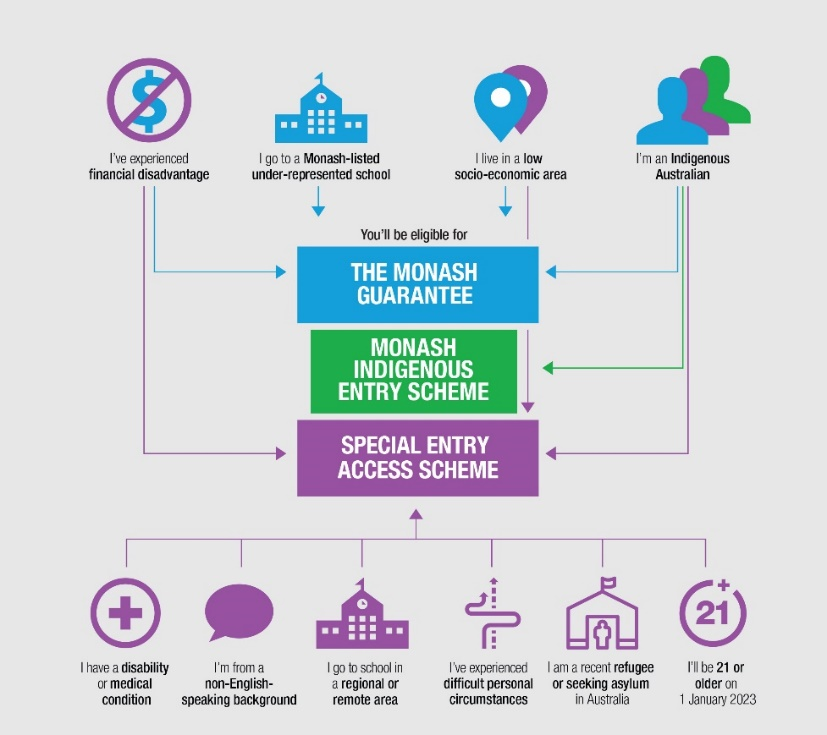 $
I've experienced
financial disadvantage
I go to a Monash-listed
under-represented school
I live in a low
socio-economic area
I'm an Indigenous
Australian
You'll be eligible for
THE MONASH
GUARANTEE
MONASH
INDIGENOUS
ENTRY SCHEME
SPECIAL ENTRY
ACCESS SCHEME
21+
I have a disability
or medical
condition
I'm from a
non-English-
speaking background
I go to school in
a regional or
remote area
I've experienced
difficult personal
circumstances
I am a recent refugee
or seeking asylum
in Australia
I'll be 21 or
older on
1 January 2023